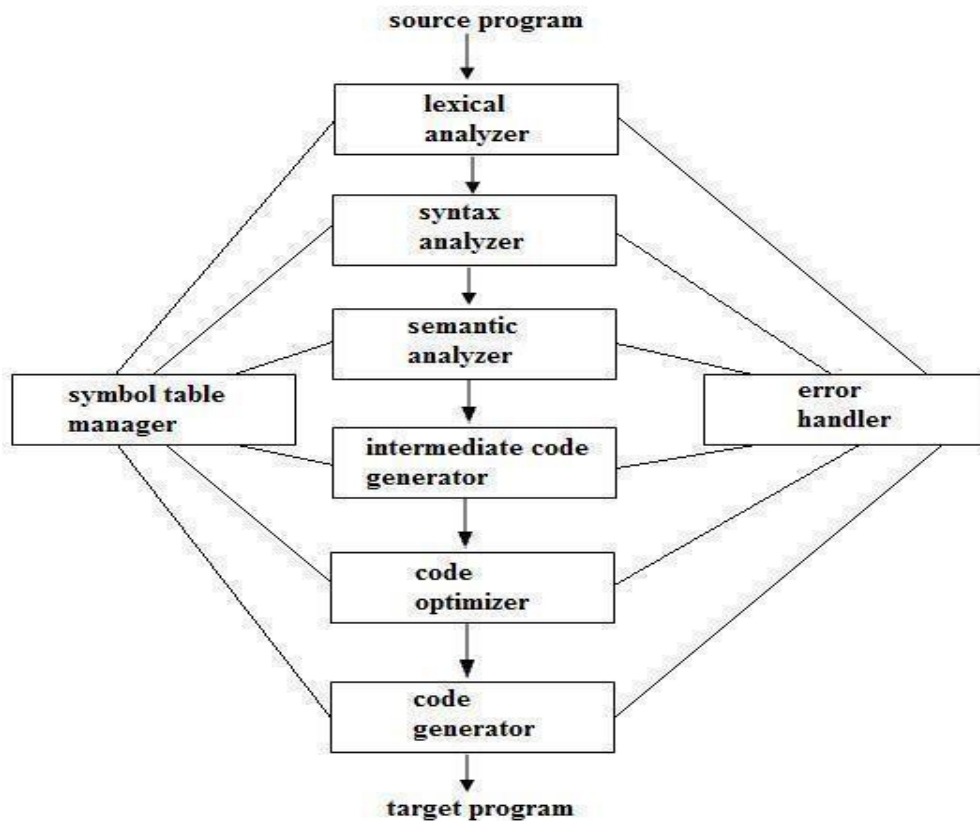 source program
lexical
analyzer
syntax
analyzer
semantic
analyzer
symbol table
manager
error
handler
intermediate code
generator
code
optimizer
code
generator
target program